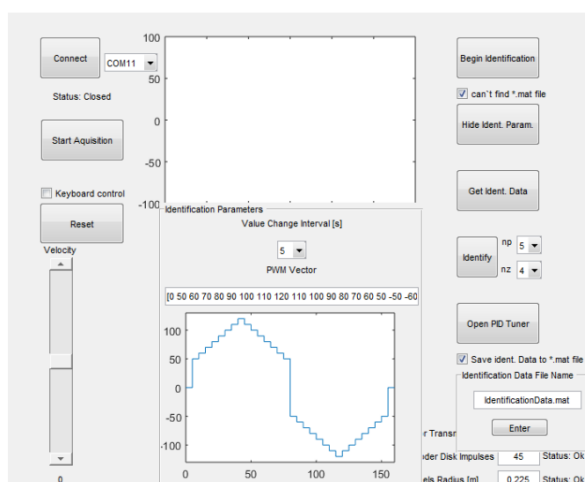 Connect
COM11
Status: Closed
Start Aquisition
Keyboard control
Reset
Velocity
0
100
50
0
-50
-100
Identification Parameters
Value Change Interval [s]
5
PWM Vector
[0 50 60 70 80 90 100 110 120 110 100 90 80 70 60 50 -50 -60
100
50
0
-50
-100
0
50
100
150
Begin Identification
can`t find *.mat file
Hide Ident. Param.
Get Ident. Data
Identify
np 5
nz 4
Open PID Tuner
Save ident. Data to *.mat file
Identification Data File Name
IdentificationData.mat
Enter
r Transr
der Disk Impulses 45 Status: Ok
els Radius [m] 0.225 Status: Ok